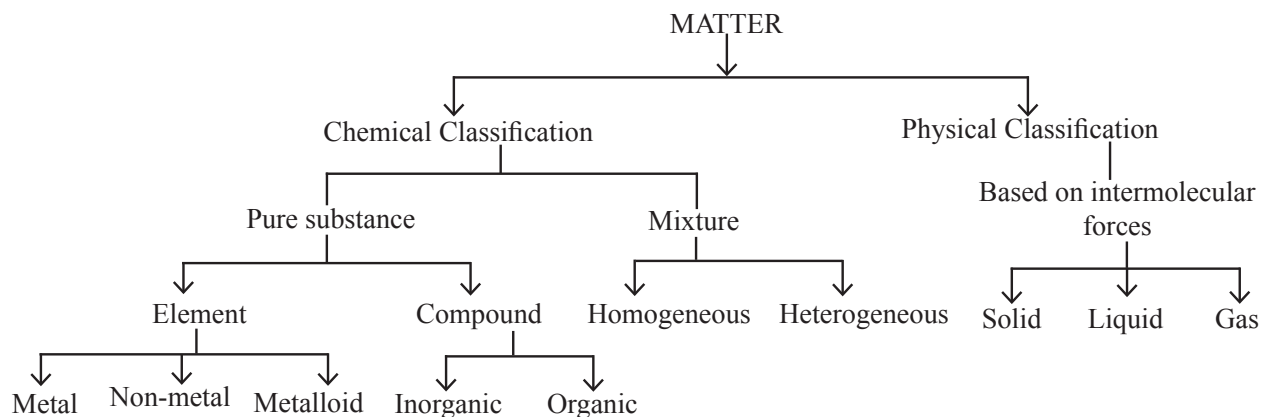 MATTER
Chemical Classification
Physical Classification
Pure substance
Mixture
Based on intermolecular
forces
Element
Compound
Homogeneous
Heterogeneous
Solid
Liquid
Gas
Metal
Non-metal
Metalloid
Inorganic
Organic